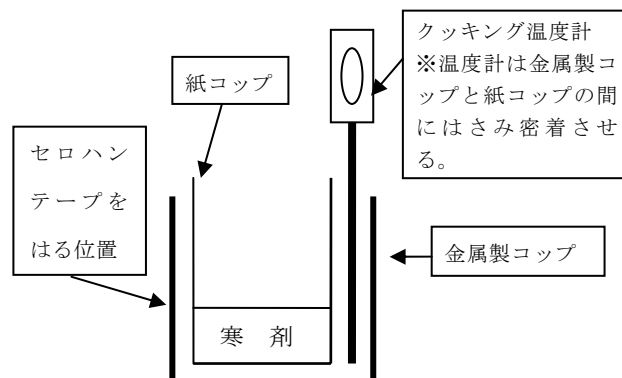 クッキング温度計
※温度計は金属製コ
ップと紙コップの間
にはさみ密着させ
る。
紙コップ
セロハン
テープを
はる位置
金属製コップ
寒 剤